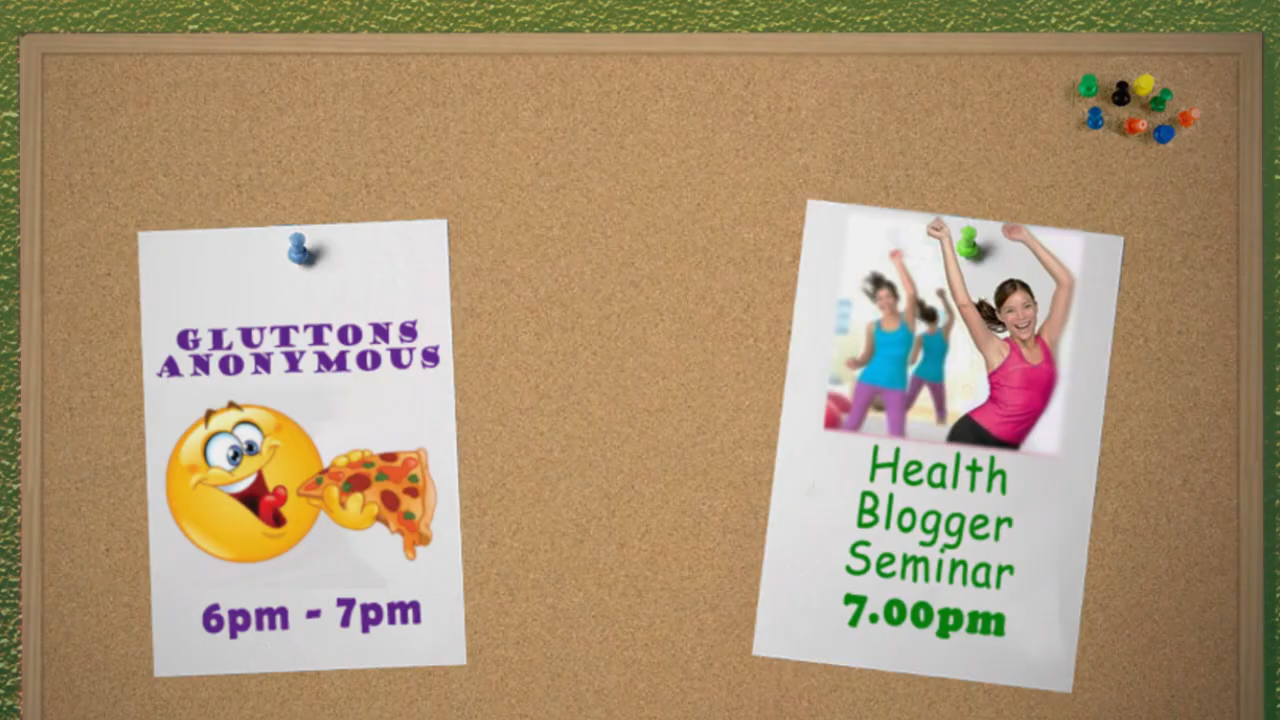 GLUTTONS
ANONYMOUS
6pm - 7pm
Health
Blogger
Seminar
7.00pm